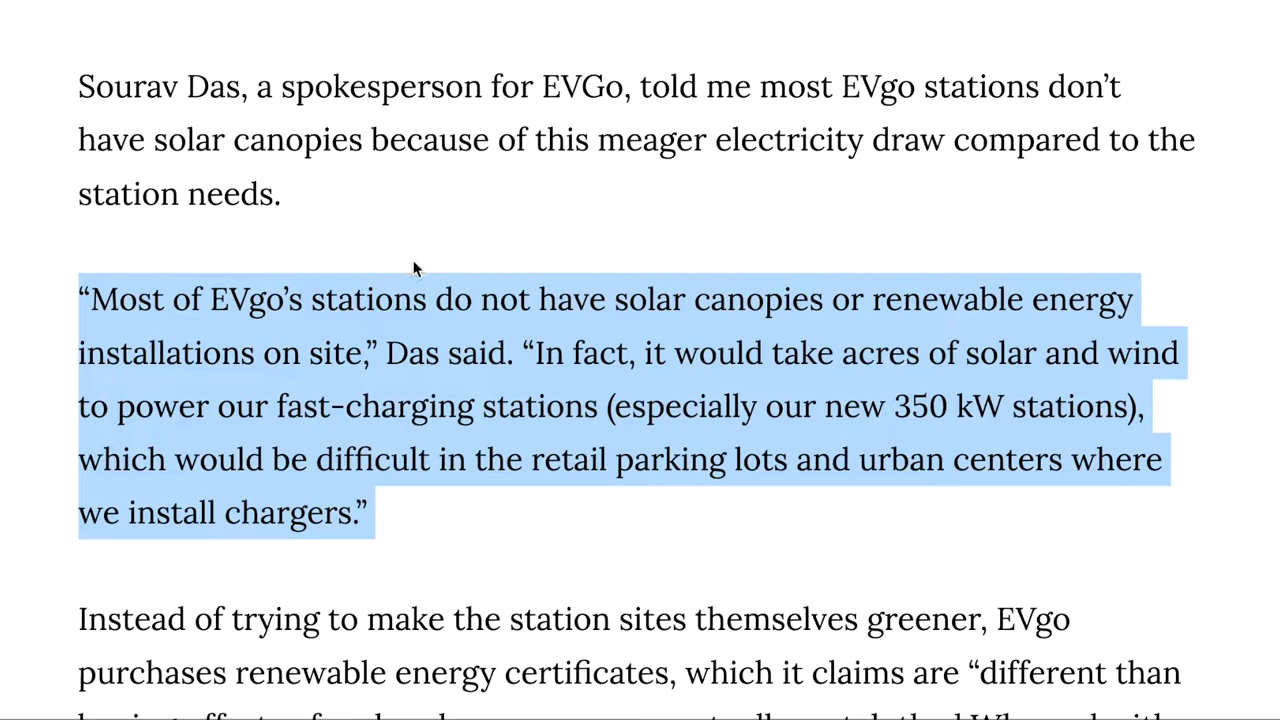 Sourav Das, a spokesperson for EVGo, told me most EVgo stations don’t
have solar canopies because of this meager electricity draw compared to the
station needs.
“Most of EVgo’s stations do not have solar canopies or renewable energy
installations on site,” Das said. “In fact, it would take acres of solar and wind
to power our fast-charging stations (especially our new 350 kW stations),
which would be difficult in the retail parking lots and urban centers where
we install chargers.”
Instead of trying to make the station sites themselves greener, EVgo
purchases renewable energy certificates, which it claims are “different than